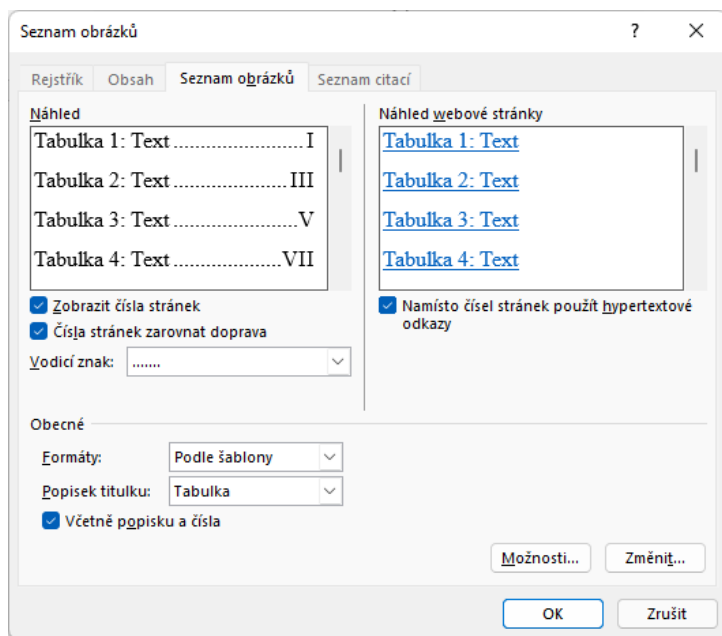 Seznam obrázků
?
Rejstřík
Obsah
Seznam obrázků
Seznam citací
Náhled
Tabulka 1: Text.......................I
Tabulka 2: Text....................III
Tabulka 3: Text......................V
Tabulka 4: Text...................VII
Zobrazit čísla stránek
Čísla stránek zarovnat doprava
Vodicí znak:
.......
Náhled webové stránky
Tabulka 1: Text
Tabulka 2: Text
Tabulka 3: Text
Tabulka 4: Text
Namísto čísel stránek použít hypertextové
odkazy
Obecné
Formáty:
Podle šablony
Popisek titulku:
Tabulka
Včetně popisku a čísla
Možnosti...
Změnit...
OK
Zrušit